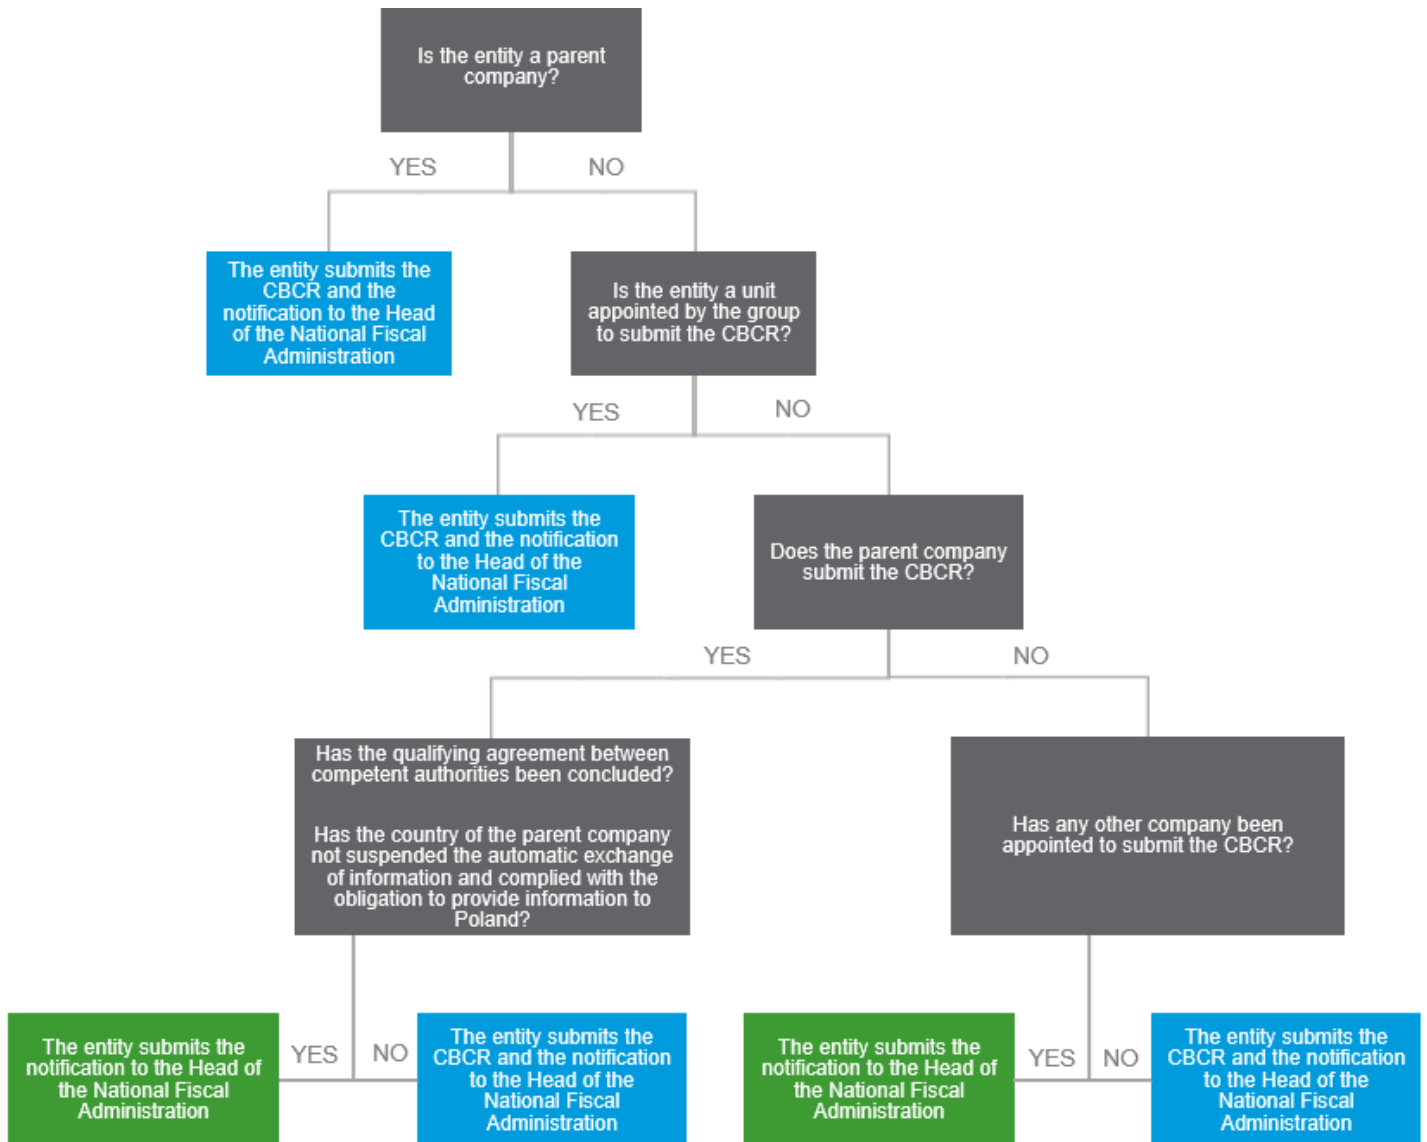 Is the entity a parent
company?
YES
NO
The entity submits the
CBCR and the
notification to the Head
of the National Fiscal
Administration
Is the entity a unit
appointed by the group
to submit the CBCR?
YES
NO
The entity submits the
CBCR and the notification
to the Head of the
National Fiscal
Administration
Does the parent company
submit the CBCR?
YES
NO
Has the qualifying agreement between
competent authorities been concluded?
Has the country of the parent company
not suspended the automatic exchange
of information and complied with the
obligation to provide information to
Poland?
Has any other company been
appointed to submit the CBCR?
The entity submits the
notification to the Head of
the National Fiscal
Administration
YES
NO
The entity submits the
CBCR and the notification
to the Head of the
National Fiscal
Administration
The entity submits the
notification to the Head of
the National Fiscal
Administration
YES
NO
The entity submits the
CBCR and the notification
to the Head of the
National Fiscal
Administration